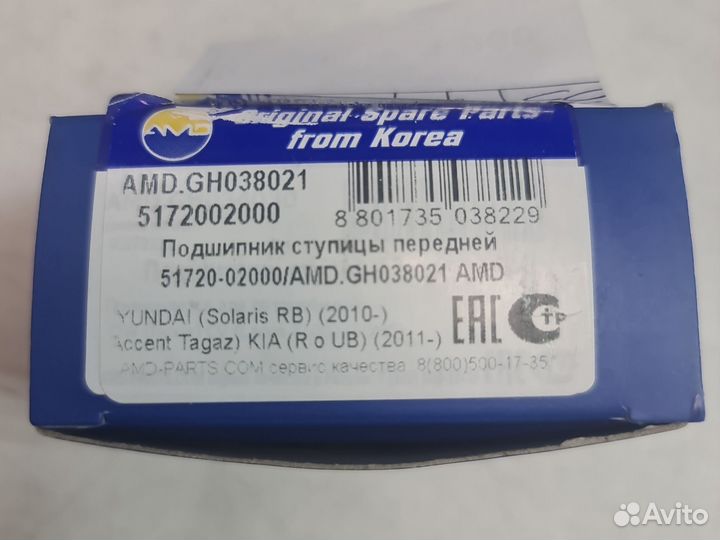 AMD
Original Spare Parts
from Korea
AMD.GH038021
5172002000
8 801735 038229
Подшипник ступицы передней
51720-02000/AMD.GH038021 AMD
YUNDAI (Solaris RB) (2010-)
Accent Tagaz) KIA (R o UB) (2011-)
EAC
Стр
AMD-PARTS COM сервис качества 8(800)500-17-35
Avito